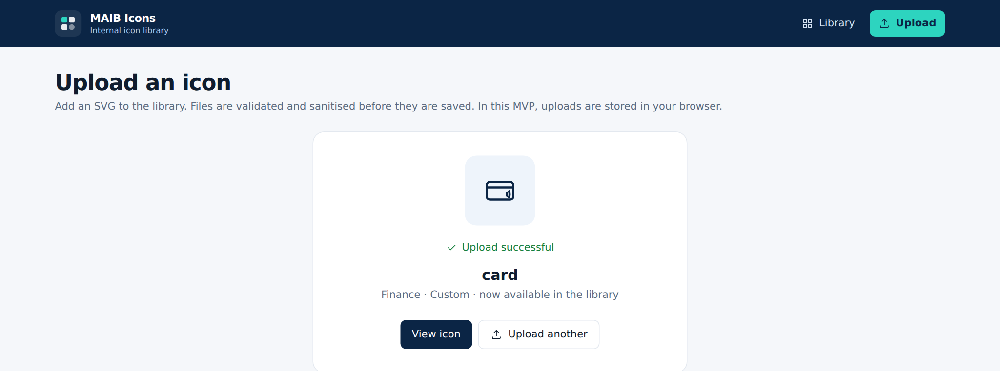 MAIB Icons
Internal icon library
Library
Upload
Upload an icon
Add an SVG to the library. Files are validated and sanitised before they are saved. In this MVP, uploads are stored in your browser.
Upload successful
card
Finance · Custom · now available in the library
View icon
Upload another